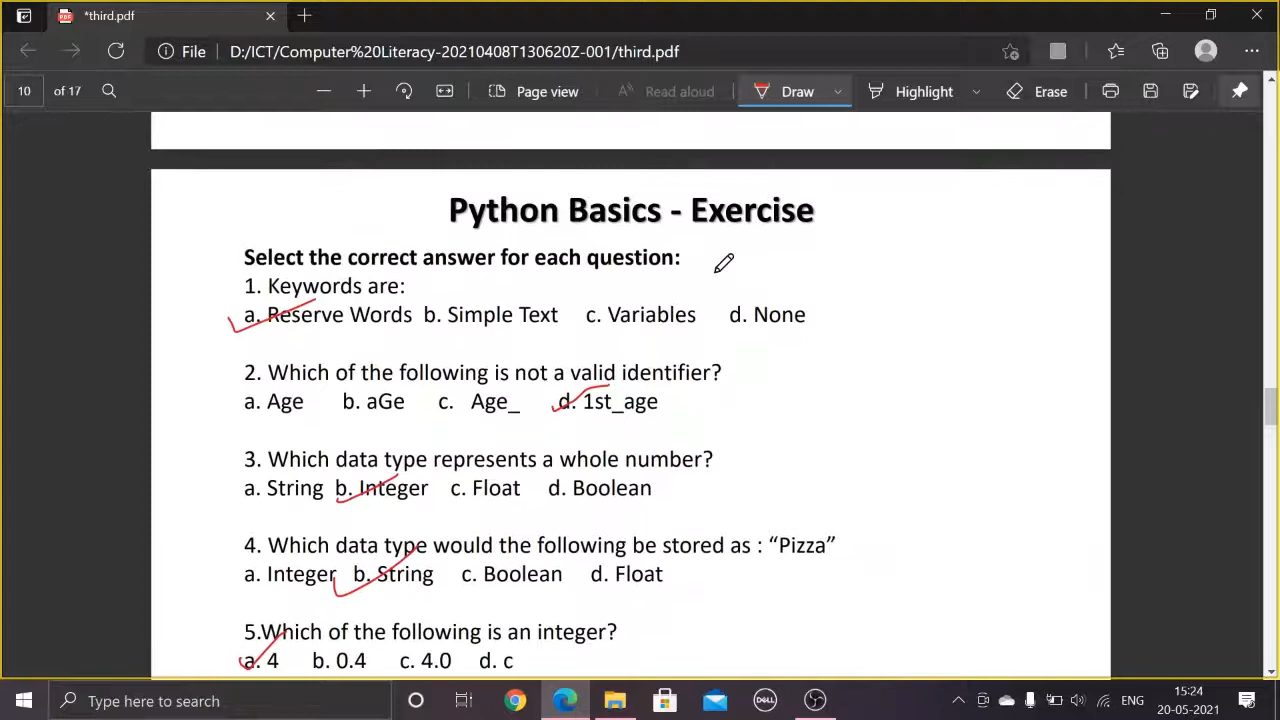 *third.pdf
File D:/ICT/Computer%20Literacy-20210408T130620Z-001/third.pdf
10 of 17 Page view Read aloud Draw Highlight Erase
Python Basics - Exercise
Select the correct answer for each question:
1. Keywords are:
a. Reserve Words b. Simple Text c. Variables d. None
2. Which of the following is not a valid identifier?
a. Age b. aGe c. Age_ d. 1st_age
3. Which data type represents a whole number?
a. String b. Integer c. Float d. Boolean
4. Which data type would the following be stored as : “Pizza”
a. Integer b. String c. Boolean d. Float
5.Which of the following is an integer?
a. 4 b. 0.4 c. 4.0 d. c
Type here to search
DELL
ENG
15:24
20-05-2021